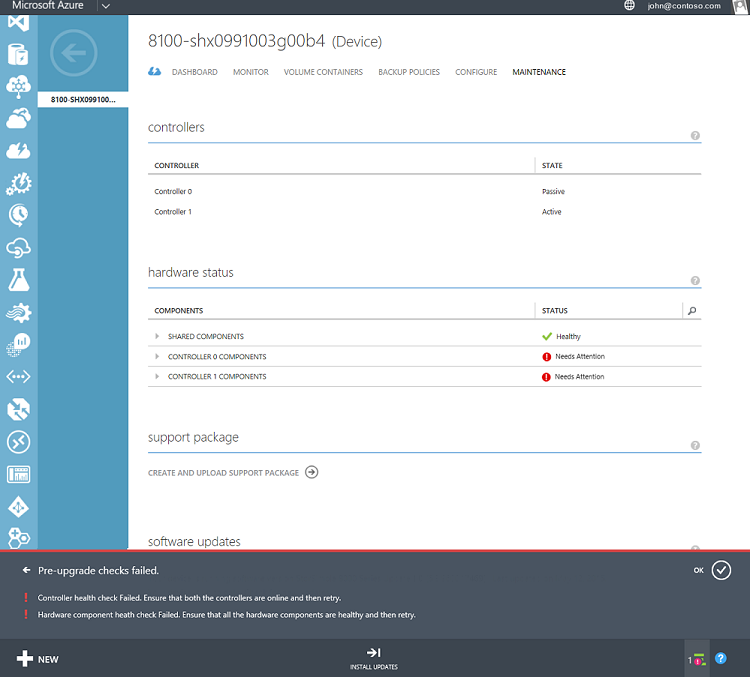 Microsoft Azure
john@contoso.com
8100-SHX099100...
8100-shx0991003g00b4 (Device)
DASHBOARD MONITOR VOLUME CONTAINERS BACKUP POLICIES CONFIGURE MAINTENANCE
controllers
?
CONTROLLER STATE
Controller 0 Passive
Controller 1 Active
hardware status
?
COMPONENTS STATUS
SHARED COMPONENTS Healthy
CONTROLLER 0 COMPONENTS Needs Attention
CONTROLLER 1 COMPONENTS Needs Attention
support package
?
CREATE AND UPLOAD SUPPORT PACKAGE
software updates
Pre-upgrade checks failed.
OK
Controller health check Failed. Ensure that both the controllers are online and then retry.
Hardware component heath check Failed. Ensure that all the hardware components are healthy and then retry.
NEW
INSTALL UPDATES
1
1
?